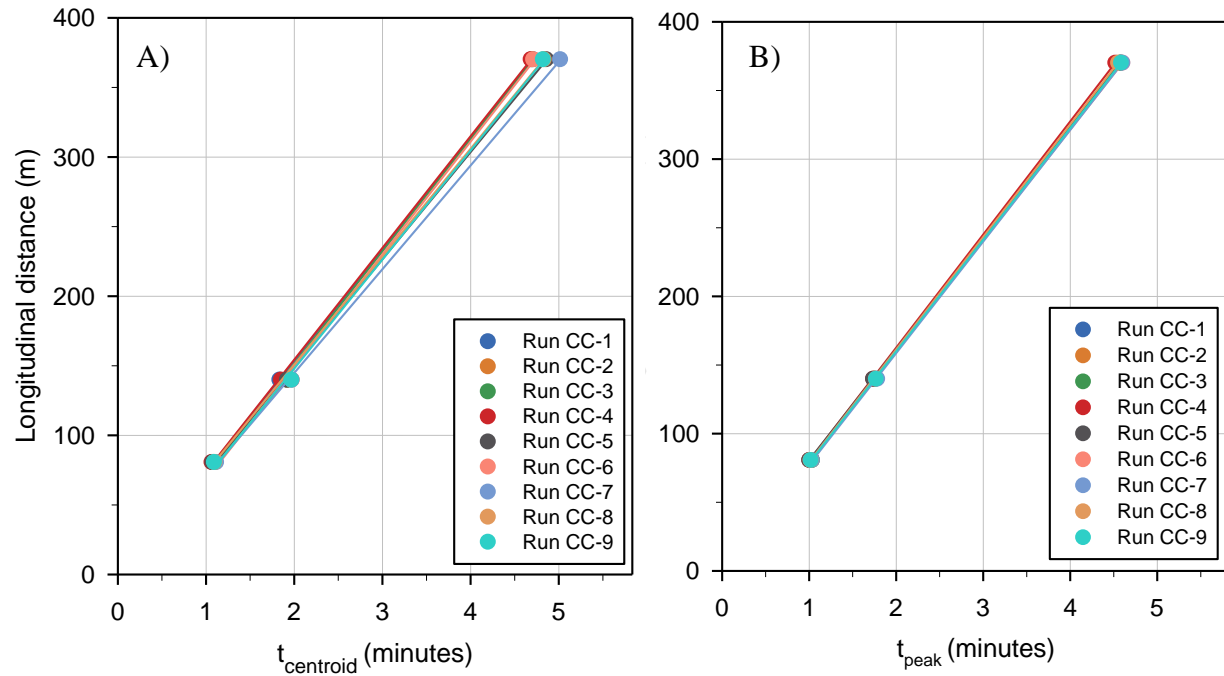 A)
400
300
200
100
0
Longitudinal distance (m)
Run CC-1
Run CC-2
Run CC-3
Run CC-4
Run CC-5
Run CC-6
Run CC-7
Run CC-8
Run CC-9
0 1 2 3 4 5
t_centroid (minutes)
B)
400
300
200
100
0
Run CC-1
Run CC-2
Run CC-3
Run CC-4
Run CC-5
Run CC-6
Run CC-7
Run CC-8
Run CC-9
0 1 2 3 4 5
t_peak (minutes)